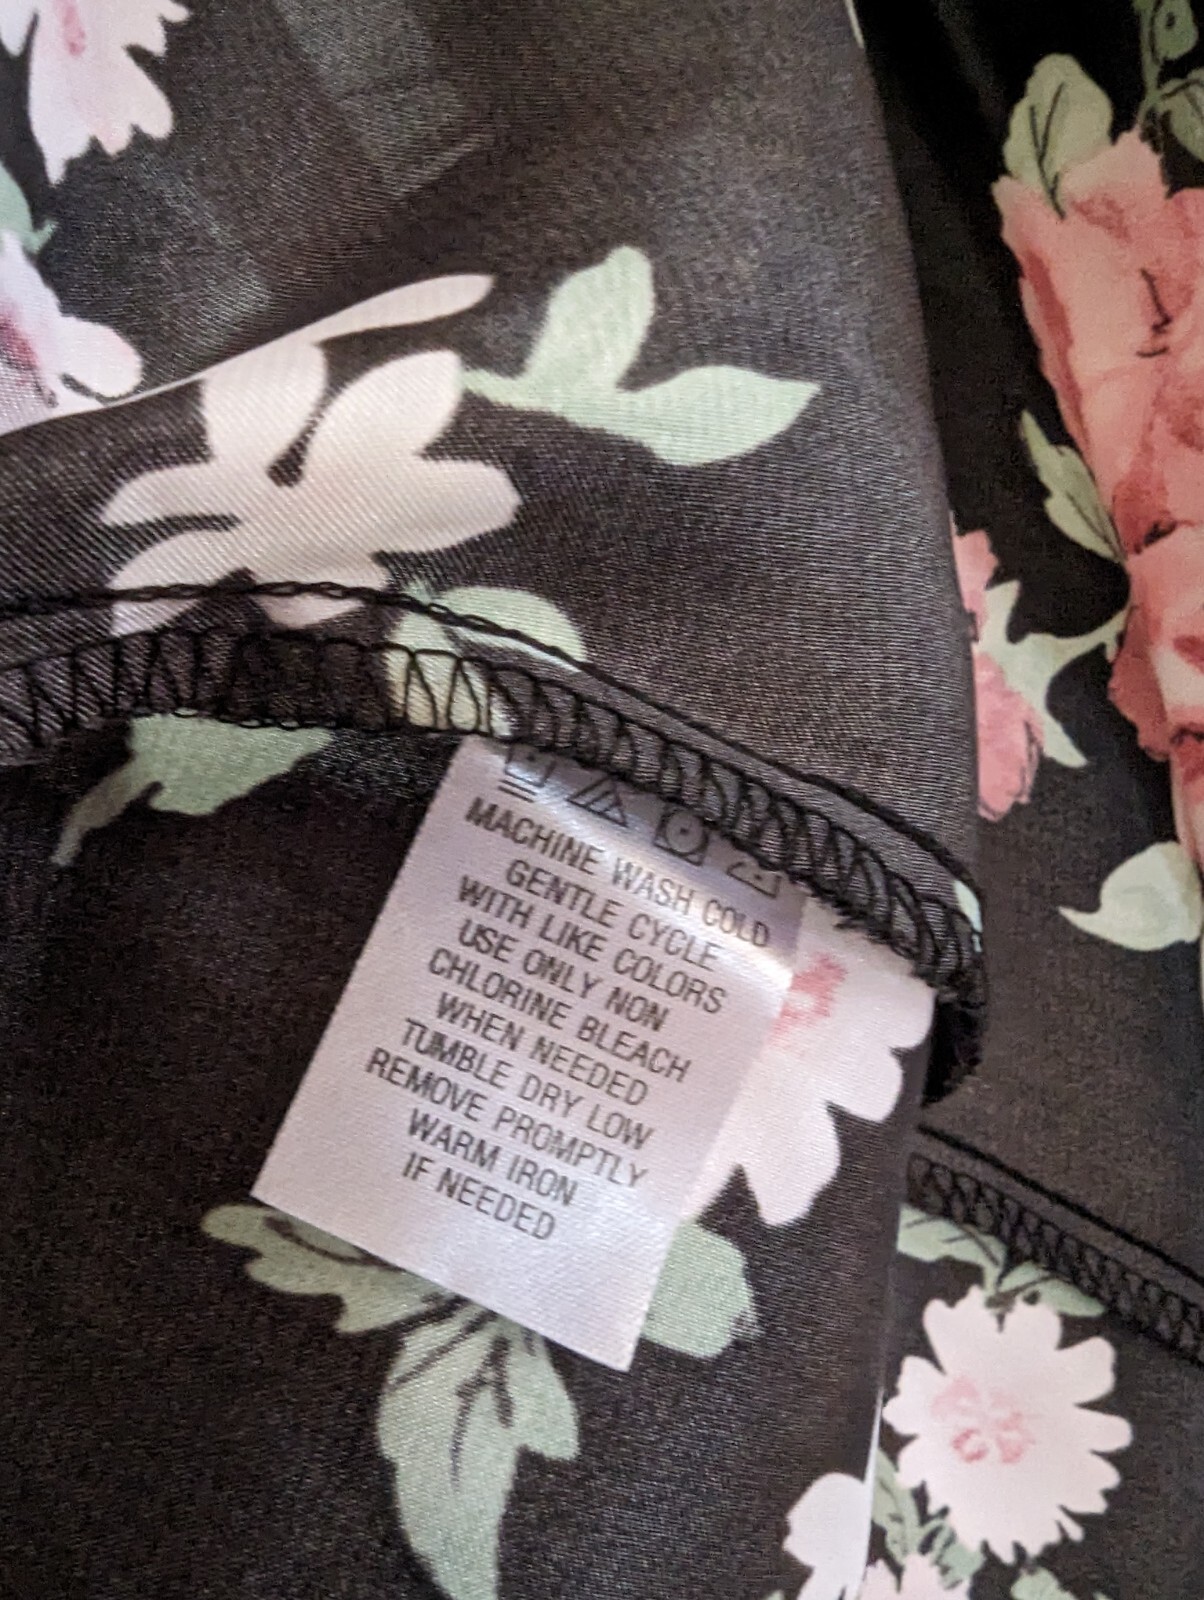 MACHINE WASH COLD
GENTLE CYCLE
WITH LIKE COLORS
USE ONLY NON
CHLORINE BLEACH
WHEN NEEDED
TUMBLE DRY LOW
REMOVE PROMPTLY
WARM IRON
IF NEEDED